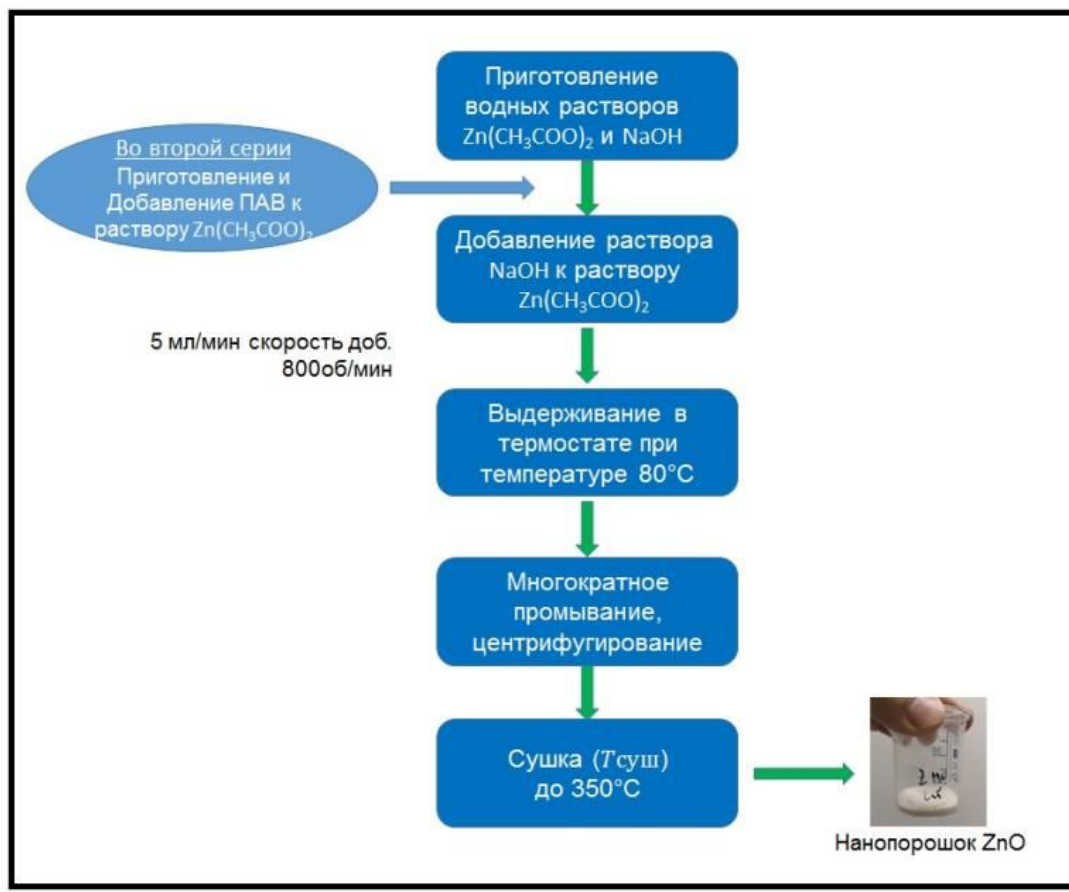 Приготовление
водных растворов
Zn(CH₃COO)₂ и NaOH
Во второй серии
Приготовление и
Добавление ПАВ к
раствору Zn(CH₃COO)₂
Добавление раствора
NaOH к раствору
Zn(CH₃COO)₂
5 мл/мин скорость доб.
800об/мин
Выдерживание в
термостате при
температуре 80°C
Многократное
промывание,
центрифугирование
Сушка (Tсуш)
до 350°C
Нанопорошок ZnO